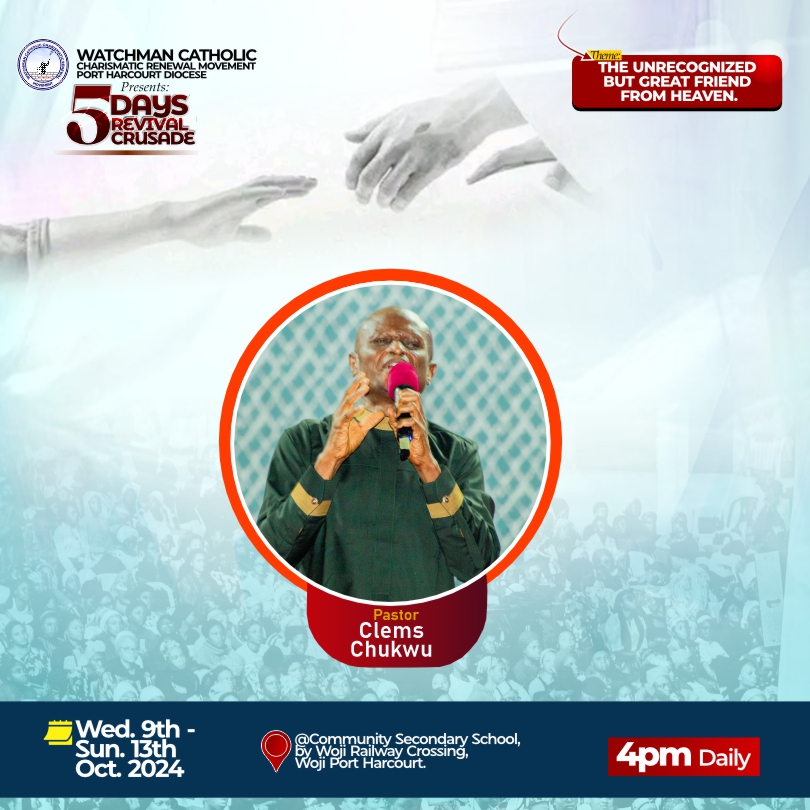 WATCHMAN CATHOLIC
CHARISMATIC RENEWAL MOVEMENT
PORT HARCOURT DIOCESE
Presents:
5 DAYS
REVIVAL
CRUSADE
Theme:
THE UNRECOGNIZED
BUT GREAT FRIEND
FROM HEAVEN.
Pastor
Clems
Chukwu
Wed. 9th -
Sun. 13th
Oct. 2024
@Community Secondary School,
by Woji Railway Crossing,
Woji Port Harcourt.
4pm Daily